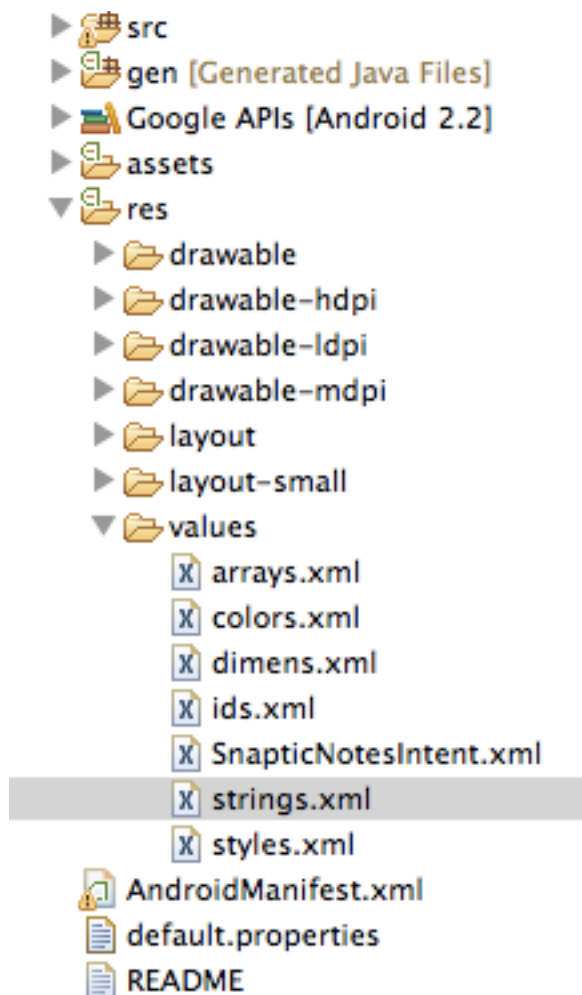 src
gen [Generated Java Files]
Google APIs [Android 2.2]
assets
res
drawable
drawable-hdpi
drawable-ldpi
drawable-mdpi
layout
layout-small
values
arrays.xml
colors.xml
dimens.xml
ids.xml
SnapticNotesIntent.xml
strings.xml
styles.xml
AndroidManifest.xml
default.properties
README